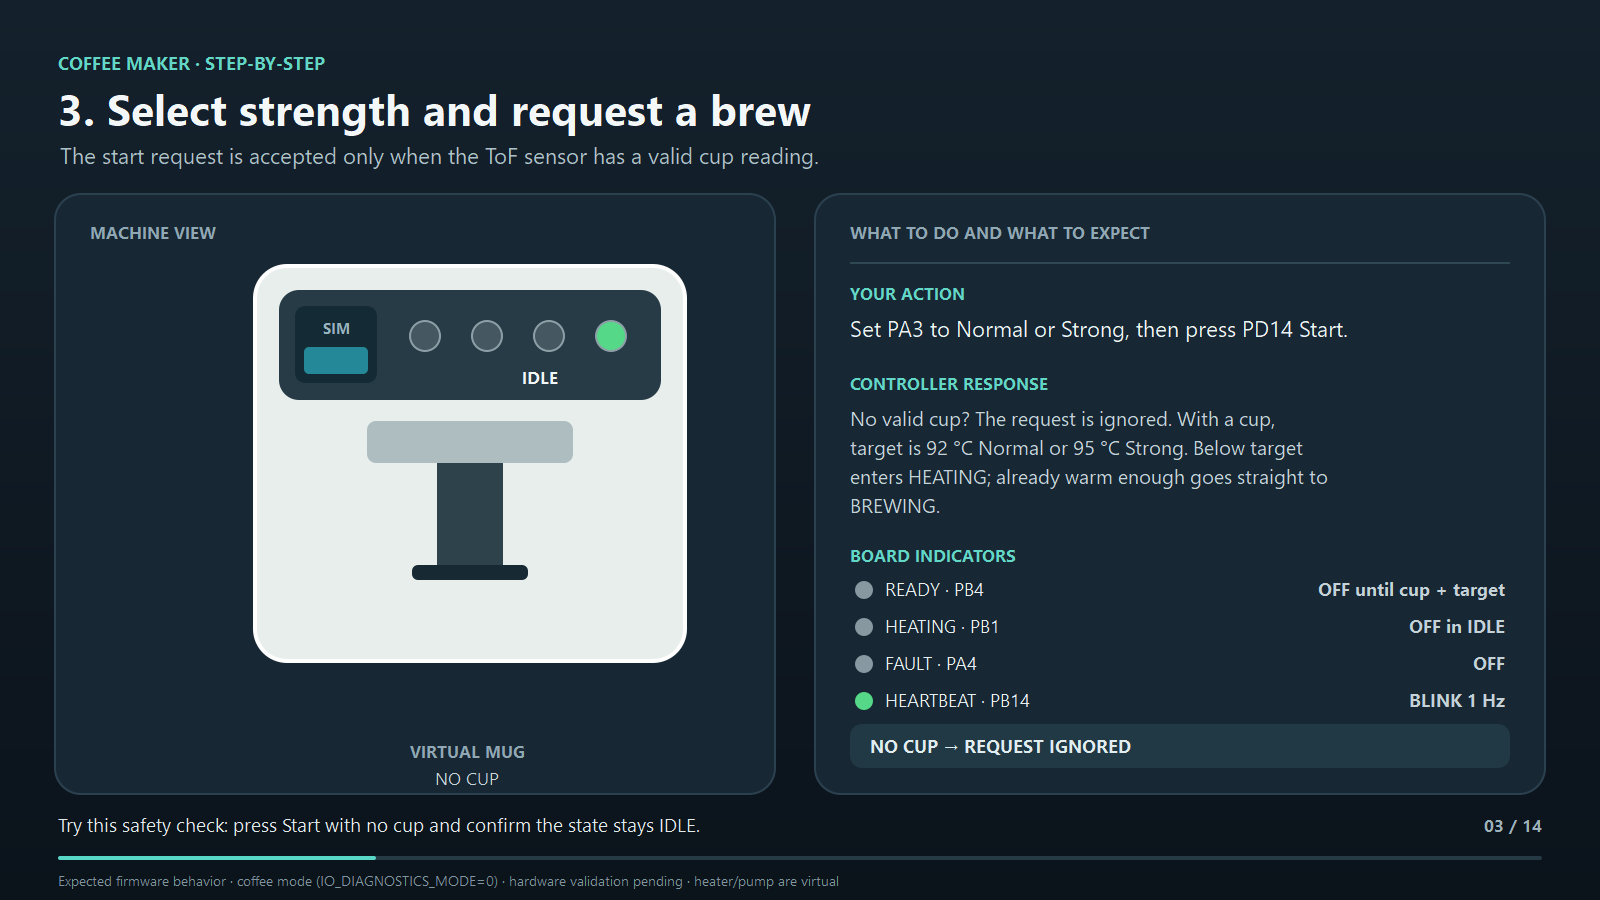 COFFEE MAKER · STEP-BY-STEP
3. Select strength and request a brew
The start request is accepted only when the ToF sensor has a valid cup reading.
MACHINE VIEW
SIM
IDLE
VIRTUAL MUG
NO CUP
WHAT TO DO AND WHAT TO EXPECT
YOUR ACTION
Set PA3 to Normal or Strong, then press PD14 Start.
CONTROLLER RESPONSE
No valid cup? The request is ignored. With a cup,
target is 92 °C Normal or 95 °C Strong. Below target
enters HEATING; already warm enough goes straight to
BREWING.
BOARD INDICATORS
READY · PB4 OFF until cup + target
HEATING · PB1 OFF in IDLE
FAULT · PA4 OFF
HEARTBEAT · PB14 BLINK 1 Hz
NO CUP → REQUEST IGNORED
Try this safety check: press Start with no cup and confirm the state stays IDLE.
03 / 14
Expected firmware behavior · coffee mode (IO_DIAGNOSTICS_MODE=0) · hardware validation pending · heater/pump are virtual